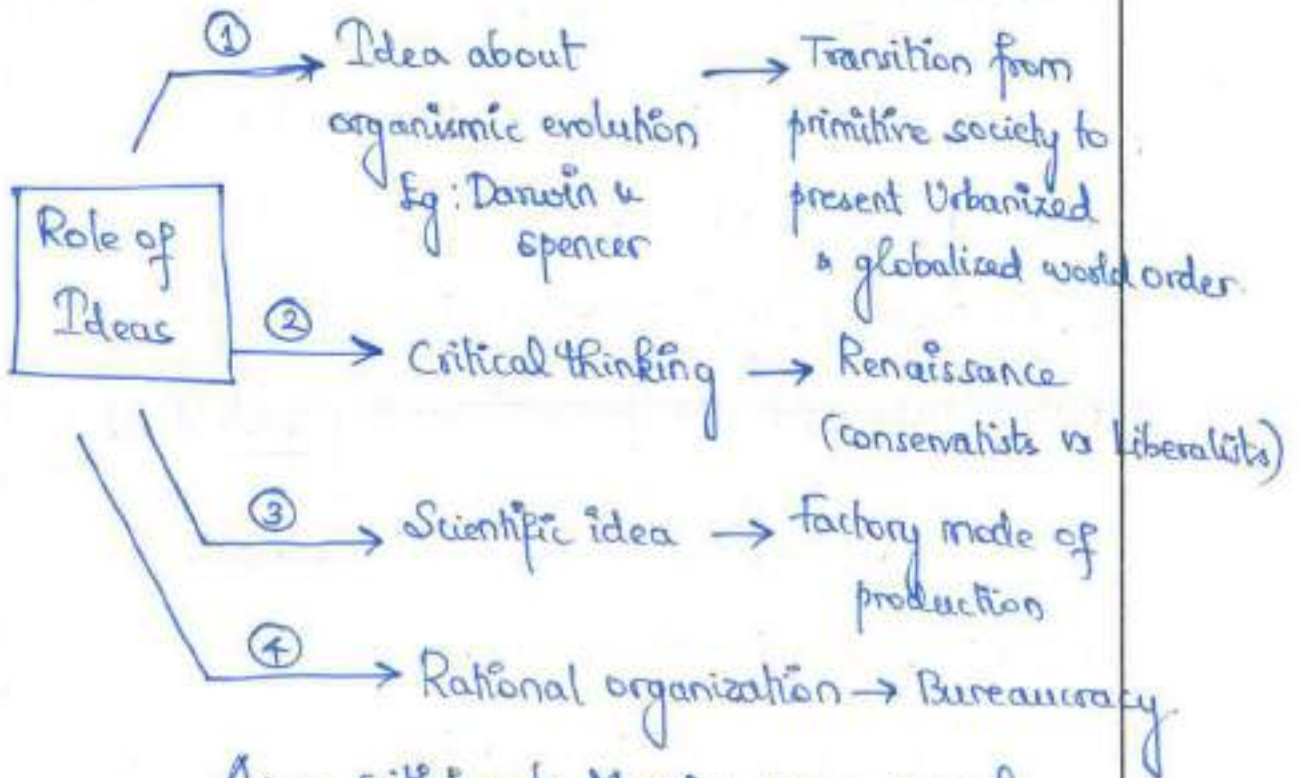 ① Idea about
organismic evolution
Eg: Darwin &
spencer
→ Transition from
primitive society to
present Urbanized
& globalized world order.
Role of
Ideas
② Critical thinking → Renaissance
(conservatists vs Liberalists)
③ Scientific idea → Factory mode of
production
④ Rational organization → Bureaucracy.